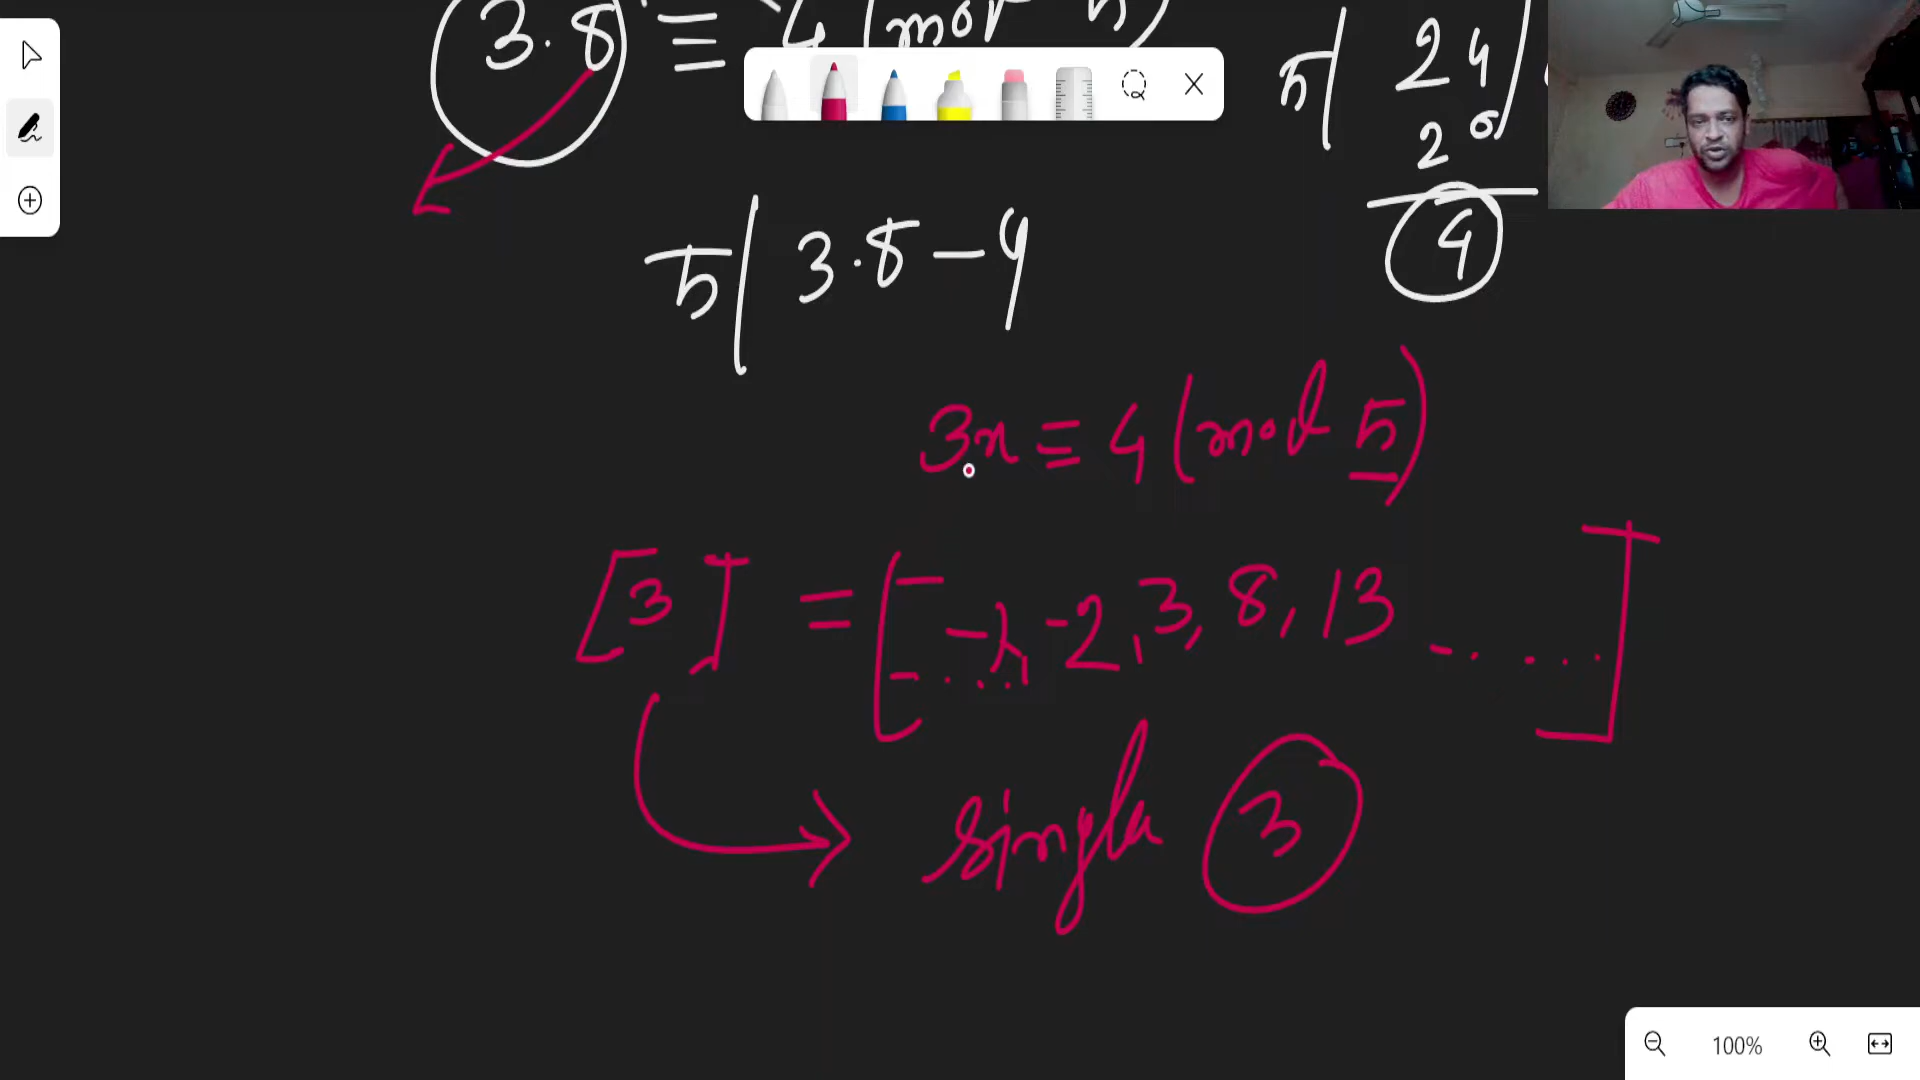 3.8 ≡ 4 (mod 5)
5| 24
20
4
5| 3.8-4
3x ≡ 4 (mod 5)
[3] = [-....., -2, 3, 8, 13 -.....]
single 3
100%